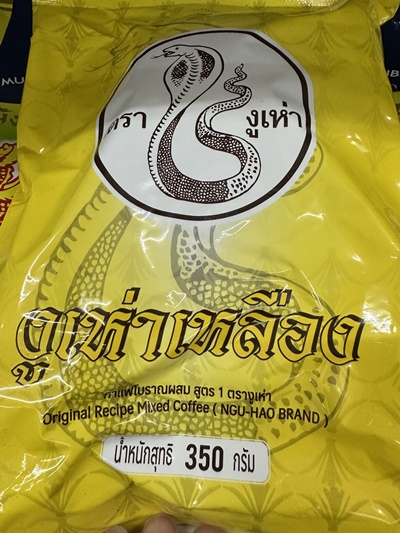 ตรา งูเห่า
งูเห่าเหลือง
กาแฟโบราณผสม สูตร 1 ตรางูเห่า
Original Recipe Mixed Coffee ( NGU-HAO BRAND )
น้ำหนักสุทธิ 350 กรัม